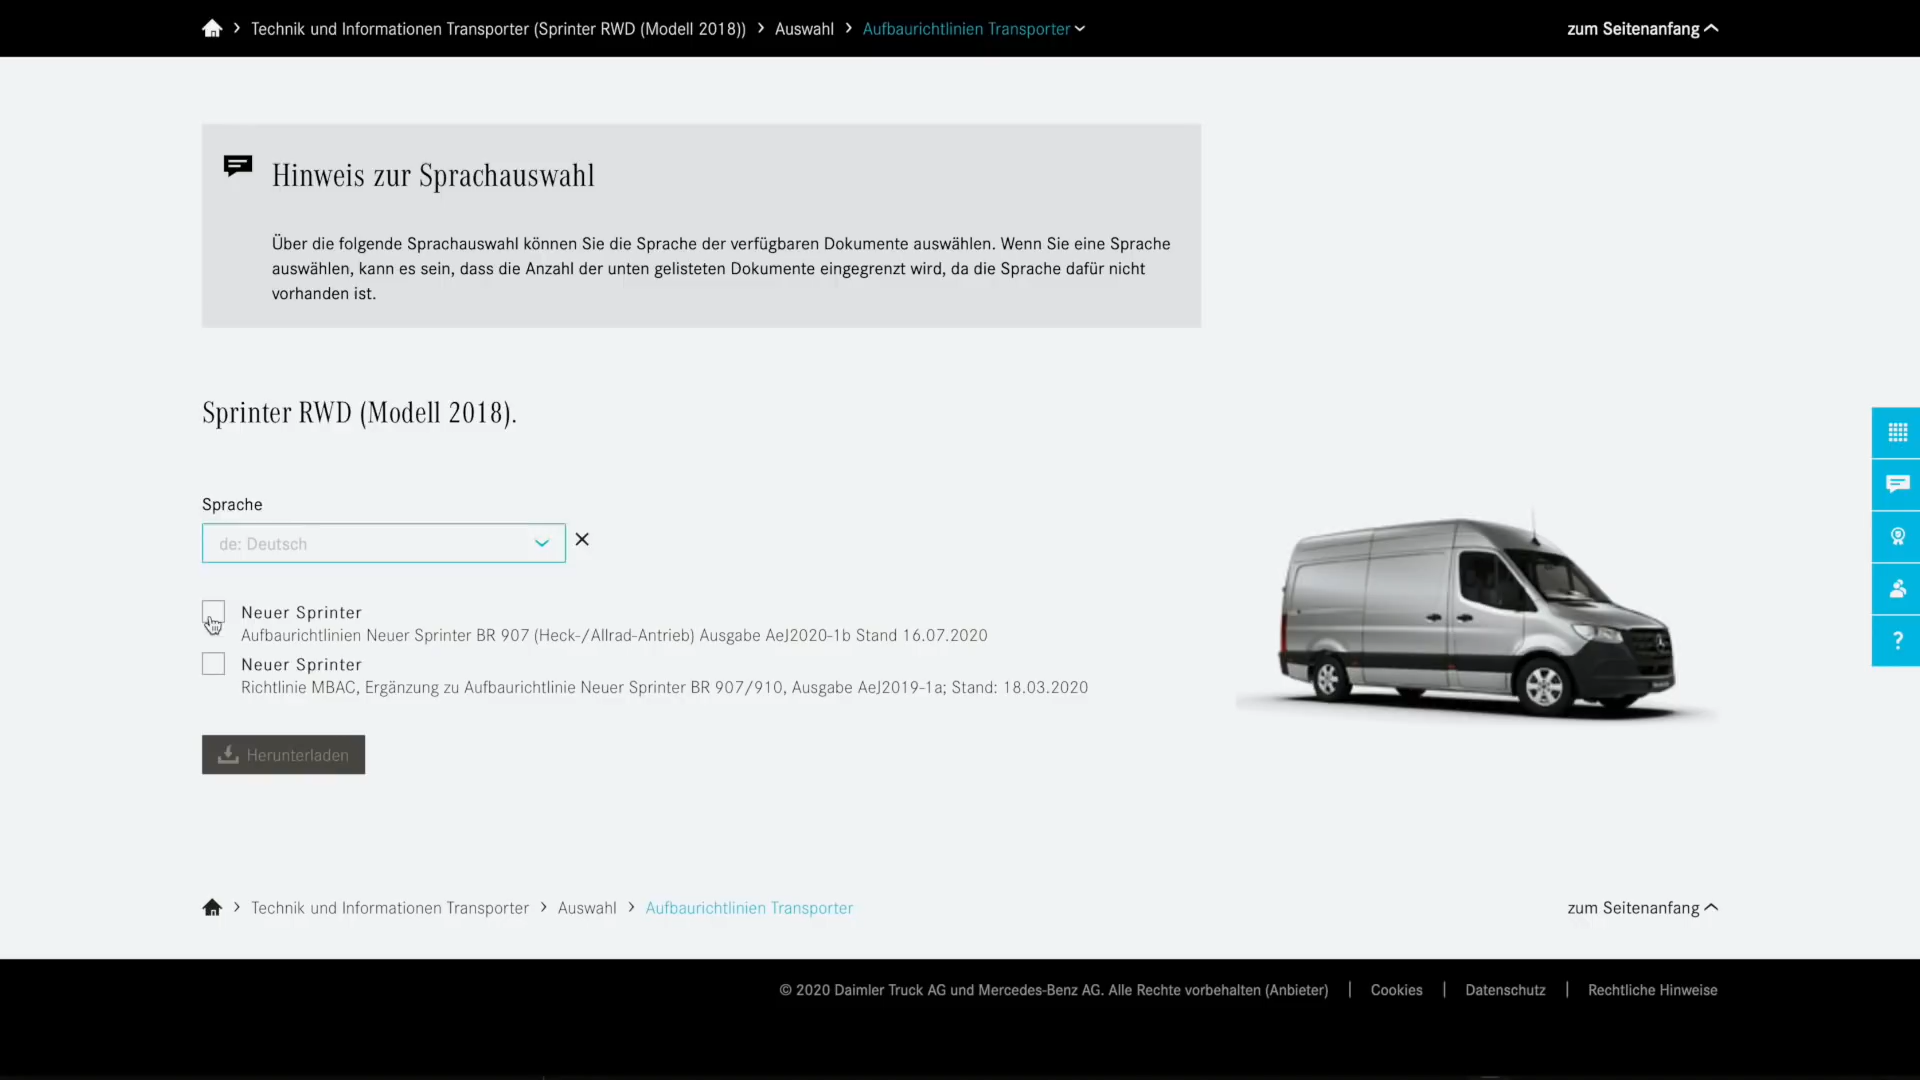 Technik und Informationen Transporter (Sprinter RWD (Modell 2018)) Auswahl Aufbaurichtlinien Transporter zum Seitenanfang
Hinweis zur Sprachauswahl
Über die folgende Sprachauswahl können Sie die Sprache der verfügbaren Dokumente auswählen. Wenn Sie eine Sprache
auswählen, kann es sein, dass die Anzahl der unten gelisteten Dokumente eingegrenzt wird, da die Sprache dafür nicht
vorhanden ist.
Sprinter RWD (Modell 2018).
Sprache
de: Deutsch
Neuer Sprinter
Aufbaurichtlinien Neuer Sprinter BR 907 (Heck-/Allrad-Antrieb) Ausgabe AeJ2020-1b Stand 16.07.2020
Neuer Sprinter
Richtlinie MBAC, Ergänzung zu Aufbaurichtlinie Neuer Sprinter BR 907/910, Ausgabe AeJ2019-1a; Stand: 18.03.2020
Herunterladen
Technik und Informationen Transporter Auswahl Aufbaurichtlinien Transporter zum Seitenanfang
© 2020 Daimler Truck AG und Mercedes-Benz AG. Alle Rechte vorbehalten (Anbieter) | Cookies | Datenschutz | Rechtliche Hinweise